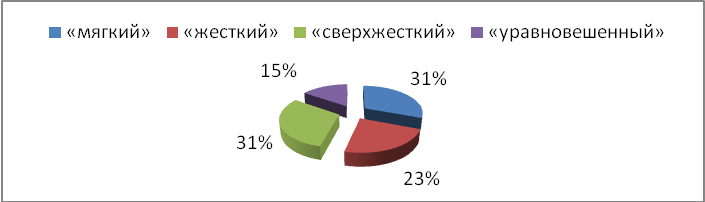 «мягкий» «жесткий» «сверхжесткий» «уравновешенный»
15% 31%
31%
23%